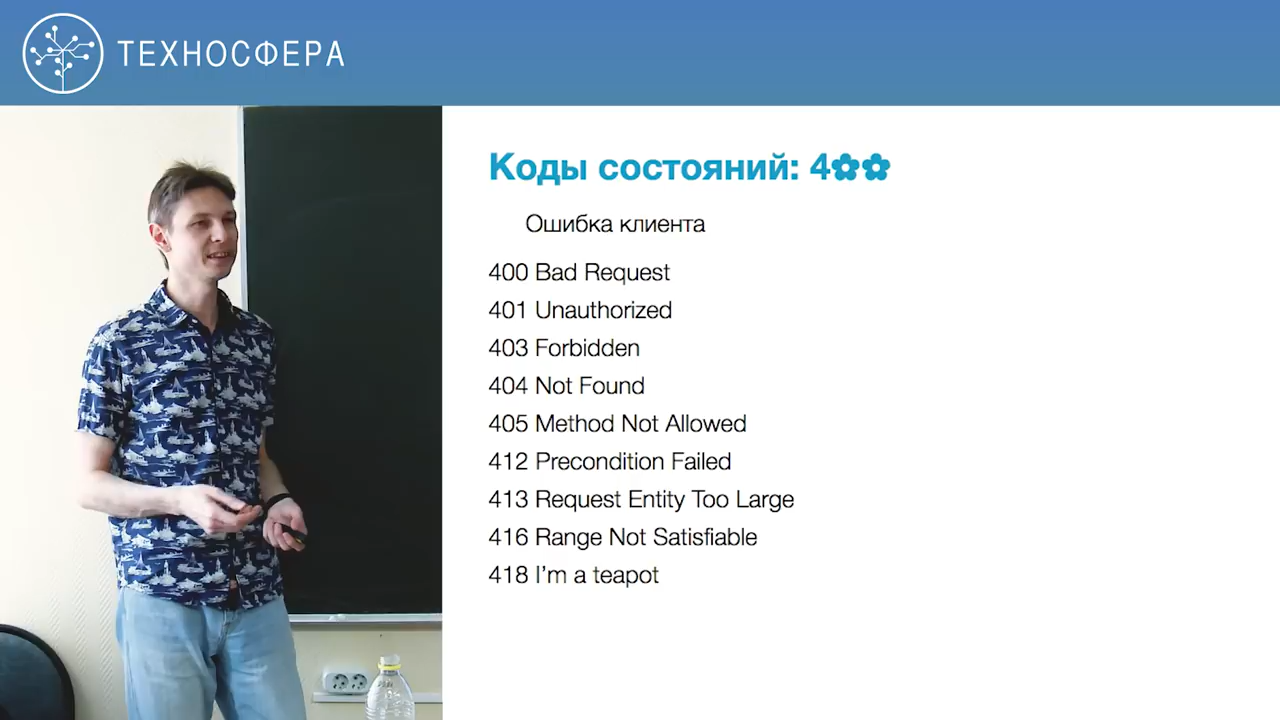 ТЕХНОСФЕРА
Коды состояний: 4✿✿
Ошибка клиента
400 Bad Request
401 Unauthorized
403 Forbidden
404 Not Found
405 Method Not Allowed
412 Precondition Failed
413 Request Entity Too Large
416 Range Not Satisfiable
418 I’m a teapot